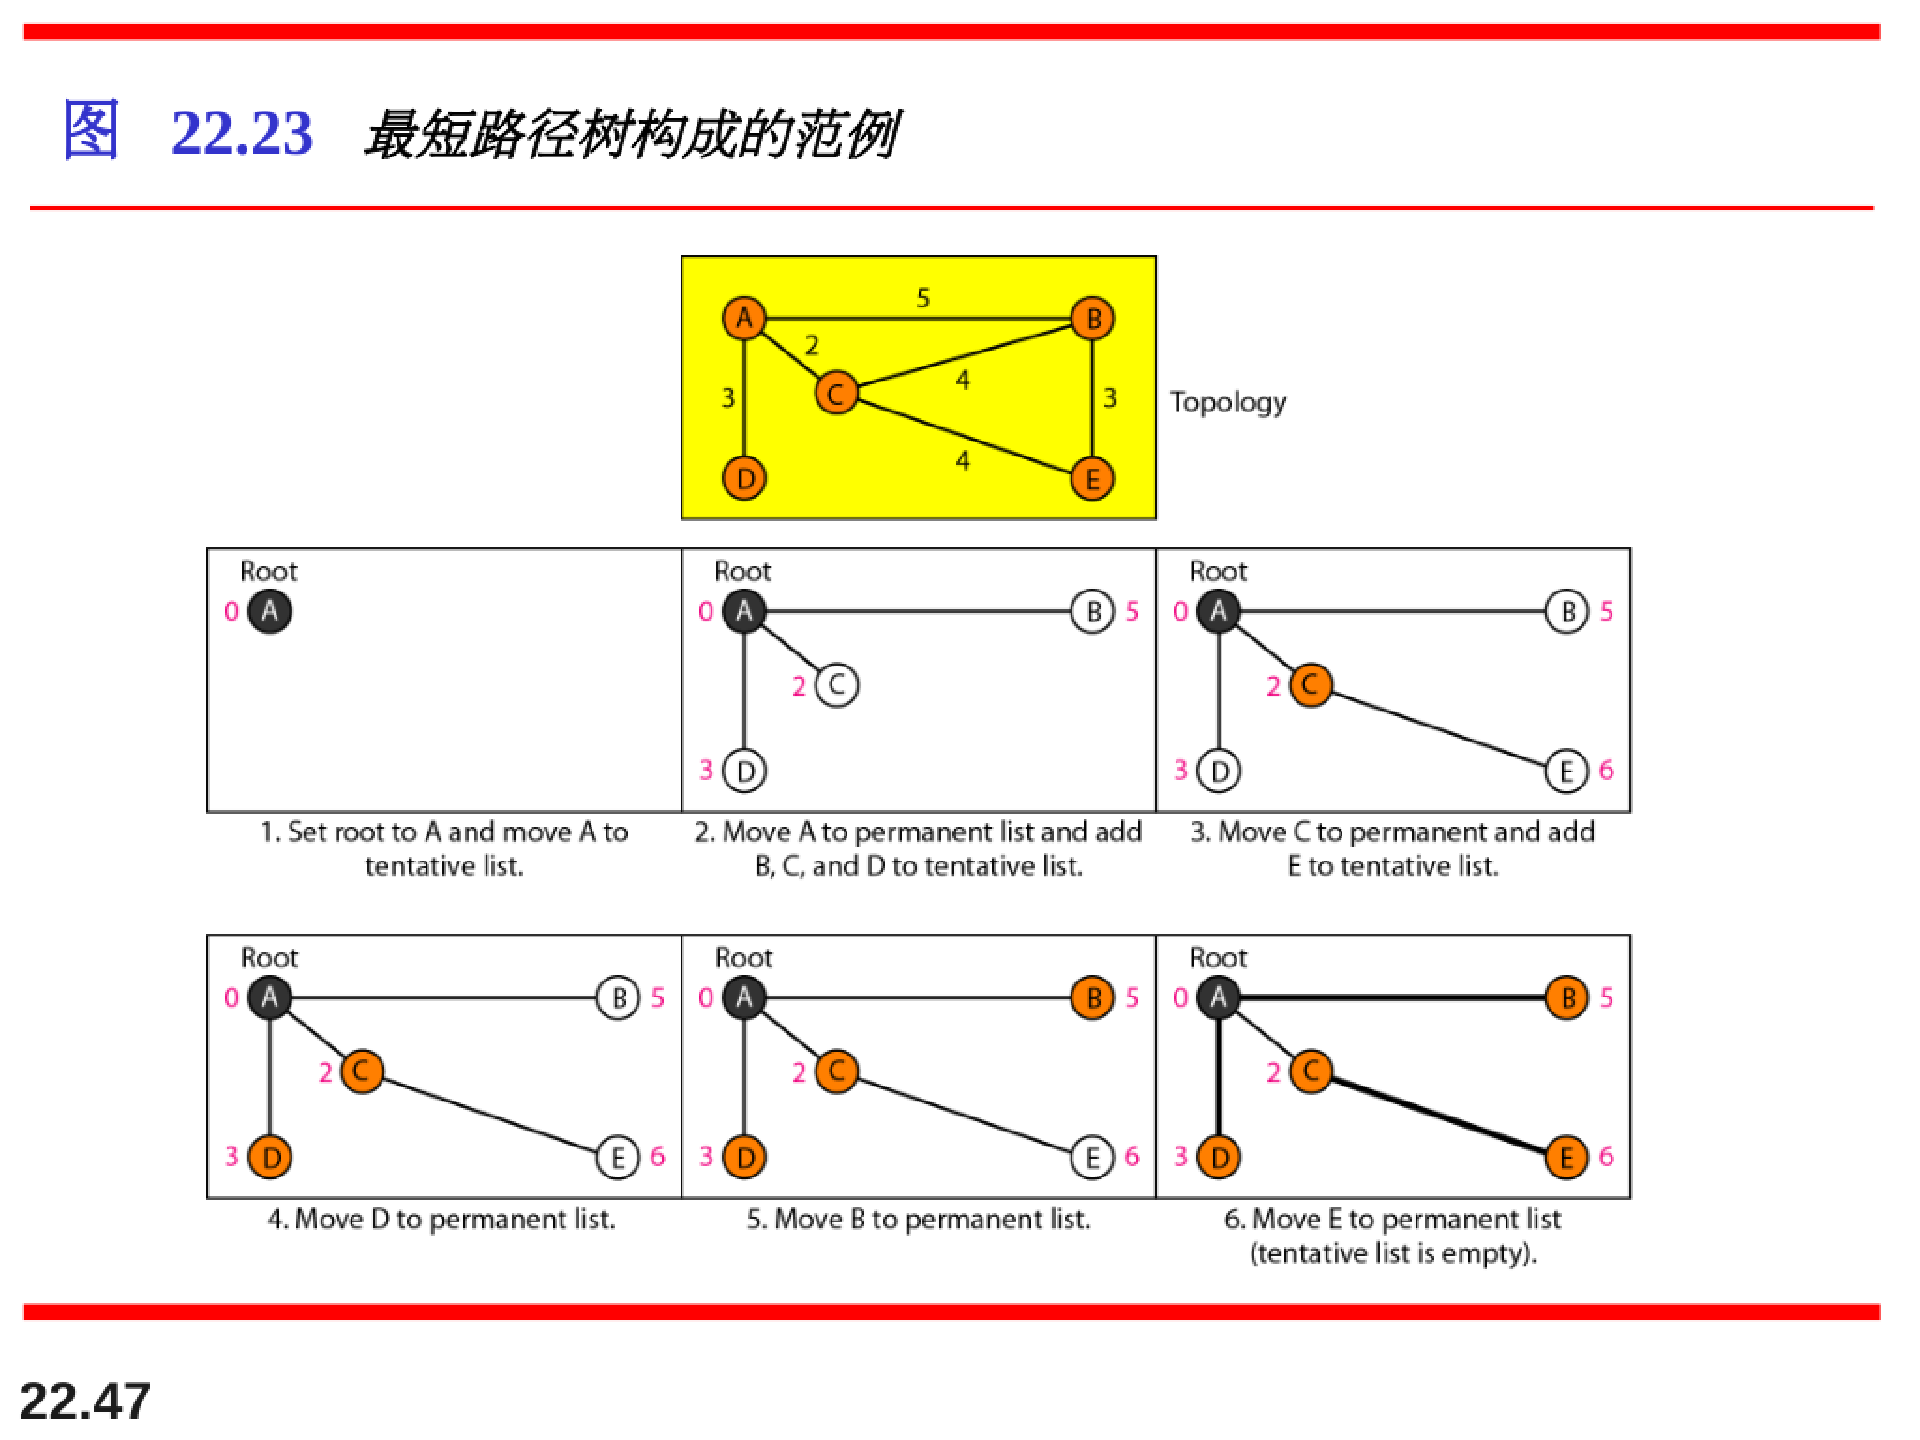 图 22.23 最短路径树构成的范例
5
A B
2
C 4
3 3
Topology
4
D E
Root Root Root
0 A 0 A B 5 0 A B 5
2 C 2 C
3 D 3 D E 6
1. Set root to A and move A to 2. Move A to permanent list and add 3. Move C to permanent and add
tentative list. B, C, and D to tentative list. E to tentative list.
Root Root Root
0 A B 5 0 A B 5 0 A B 5
2 C 2 C 2 C
3 D E 6 3 D E 6 3 D E 6
4. Move D to permanent list. 5. Move B to permanent list. 6. Move E to permanent list
(tentative list is empty).
22.47